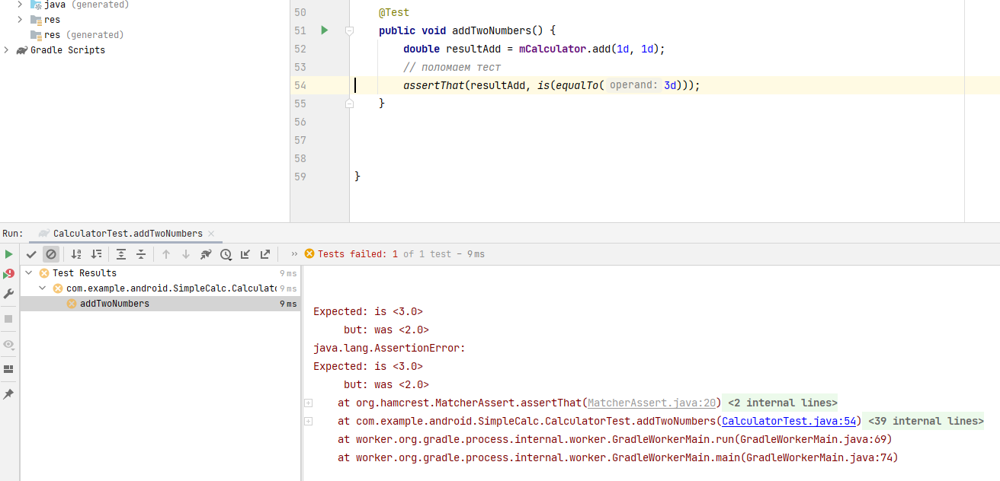 java (generated)
res
res (generated)
Gradle Scripts
50 @Test
51 public void addTwoNumbers() {
52 double resultAdd = mCalculator.add(1d, 1d);
53 // поломаем тест
54 assertThat(resultAdd, is(equalTo( operand: 3d)));
55 }
56
57
58
59 }
Run: CalculatorTest.addTwoNumbers
Tests failed: 1 of 1 test – 9 ms
Test Results 9 ms
com.example.android.SimpleCalc.Calculato 9 ms
addTwoNumbers 9 ms
Expected: is <3.0>
but: was <2.0>
java.lang.AssertionError:
Expected: is <3.0>
but: was <2.0>
at org.hamcrest.MatcherAssert.assertThat(MatcherAssert.java:20) <2 internal lines>
at com.example.android.SimpleCalc.CalculatorTest.addTwoNumbers(CalculatorTest.java:54) <39 internal lines>
at worker.org.gradle.process.internal.worker.GradleWorkerMain.run(GradleWorkerMain.java:69)
at worker.org.gradle.process.internal.worker.GradleWorkerMain.main(GradleWorkerMain.java:74)